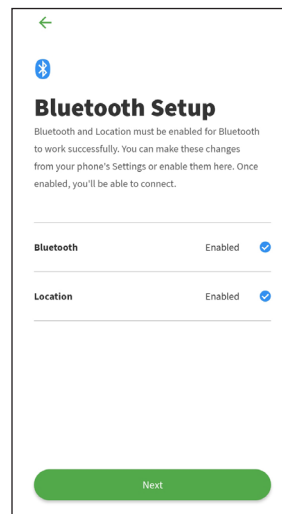 Bluetooth Setup
Bluetooth and Location must be enabled for Bluetooth
to work successfully. You can make these changes
from your phone's Settings or enable them here. Once
enabled, you'll be able to connect.
Bluetooth Enabled
Location Enabled
Next